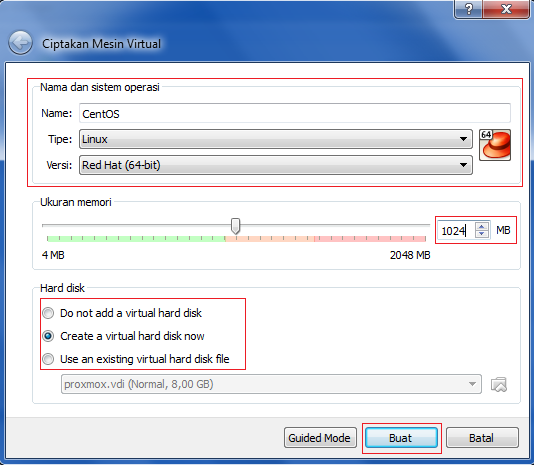 ?
X
Ciptakan Mesin Virtual
Nama dan sistem operasi
Name: CentOS
Tipe: Linux
64
Versi: Red Hat (64-bit)
Ukuran memori
1024 MB
4 MB 2048 MB
Hard disk
Do not add a virtual hard disk
Create a virtual hard disk now
Use an existing virtual hard disk file
proxmox.vdi (Normal, 8,00 GB)
Guided Mode Buat Batal